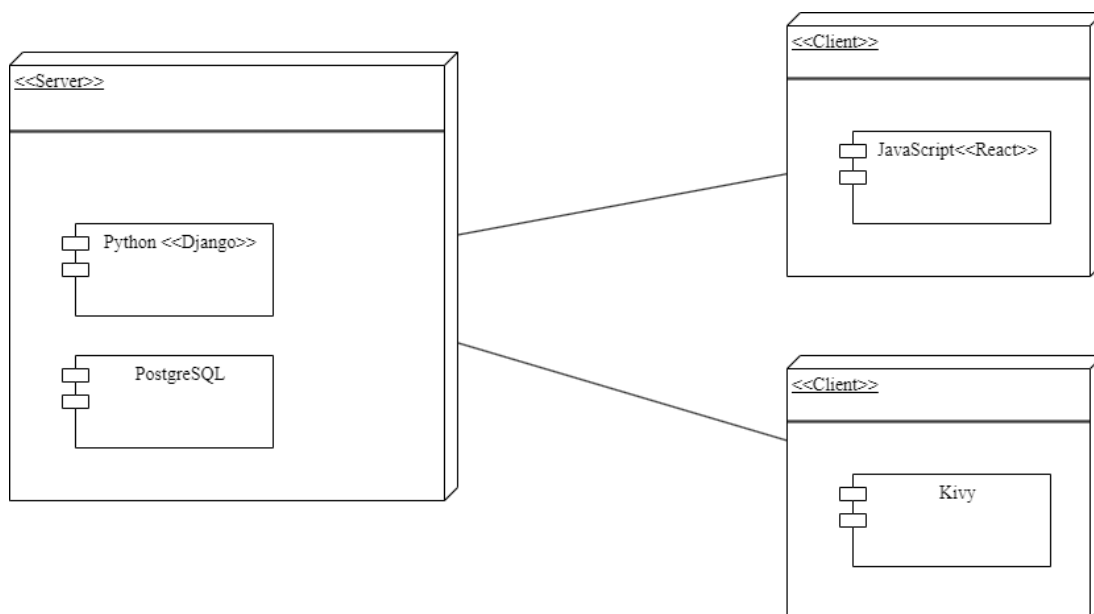 <<Server>>
Python <<Django>>
PostgreSQL
<<Client>>
JavaScript<<React>>
<<Client>>
Kivy